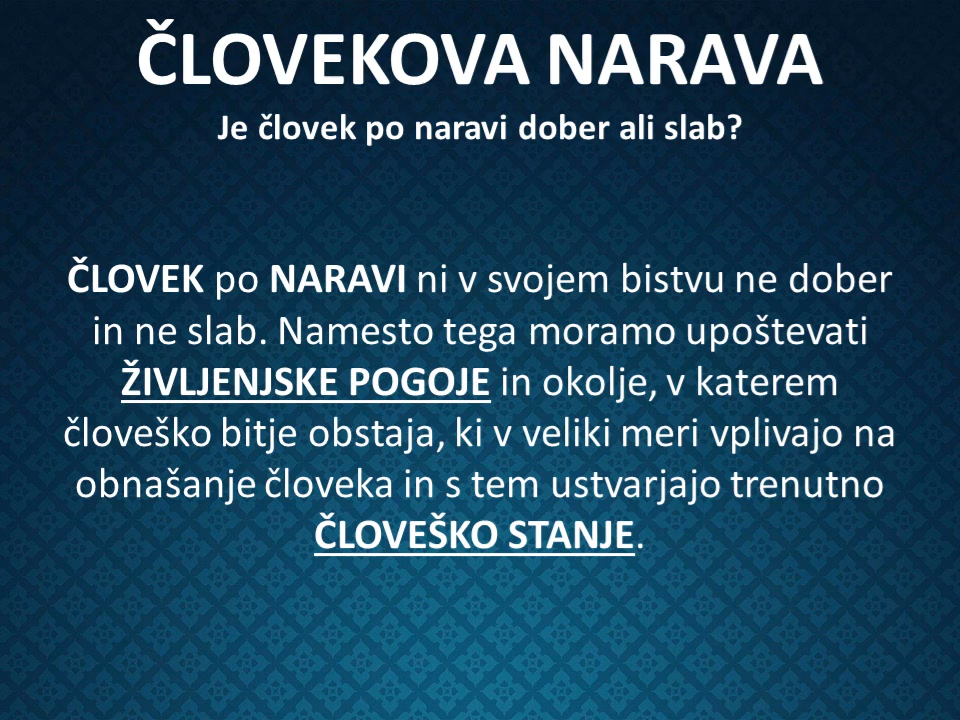 ČLOVEKOVA NARAVA
Je človek po naravi dober ali slab?
ČLOVEK po NARAVI ni v svojem bistvu ne dober
in ne slab. Namesto tega moramo upoštevati
ŽIVLJENJSKE POGOJE in okolje, v katerem
človeško bitje obstaja, ki v veliki meri vplivajo na
obnašanje človeka in s tem ustvarjajo trenutno
ČLOVEŠKO STANJE.